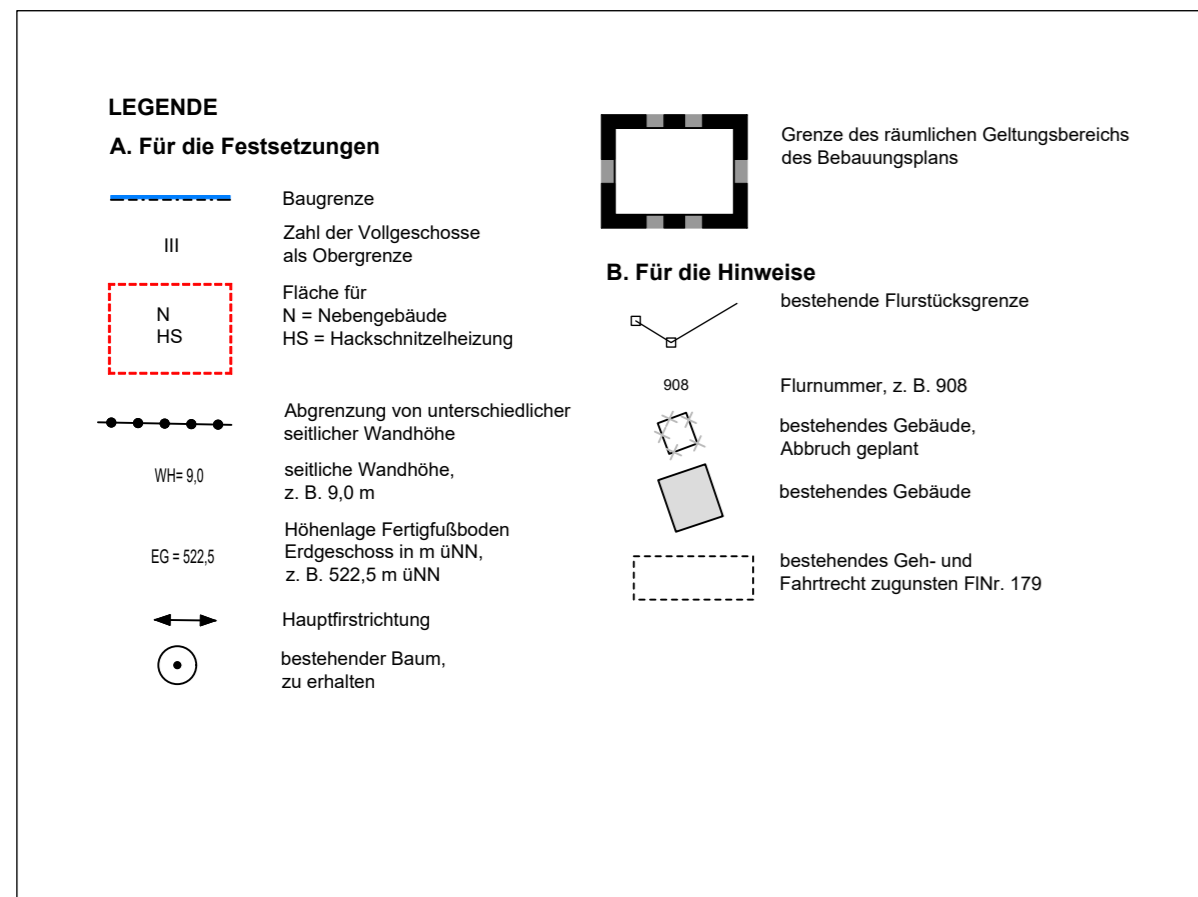 LEGENDE
A. Für die Festsetzungen
Baugrenze
III
Zahl der Vollgeschosse
als Obergrenze
N
HS
Fläche für
N = Nebengebäude
HS = Hackschnitzelheizung
Abgrenzung von unterschiedlicher
seitlicher Wandhöhe
WH= 9,0
seitliche Wandhöhe,
z. B. 9,0 m
EG = 522,5
Höhenlage Fertigfußboden
Erdgeschoss in m üNN,
z. B. 522,5 m üNN
Hauptfirstrichtung
bestehender Baum,
zu erhalten
Grenze des räumlichen Geltungsbereichs
des Bebauungsplans
B. Für die Hinweise
bestehende Flurstücksgrenze
908
Flurnummer, z. B. 908
bestehendes Gebäude,
Abbruch geplant
bestehendes Gebäude
bestehendes Geh- und
Fahrtrecht zugunsten FlNr. 179